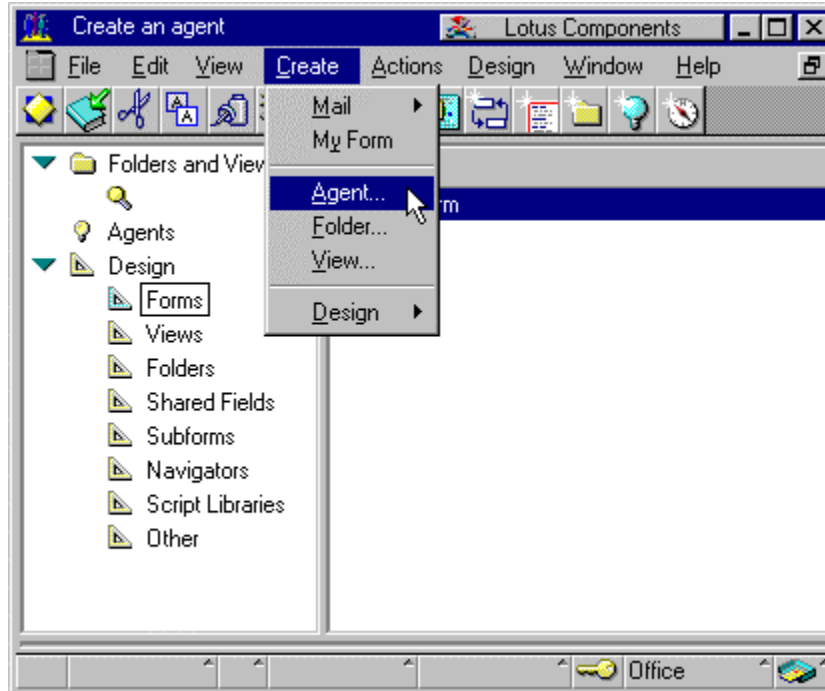 Create an agent
Lotus Components
File Edit View Create Actions Design Window Help
Mail
My Form
Agent...
Folder...
View...
Design
Folders and View
Agents
Design
Forms
Views
Folders
Shared Fields
Subforms
Navigators
Script Libraries
Other
rm
Office